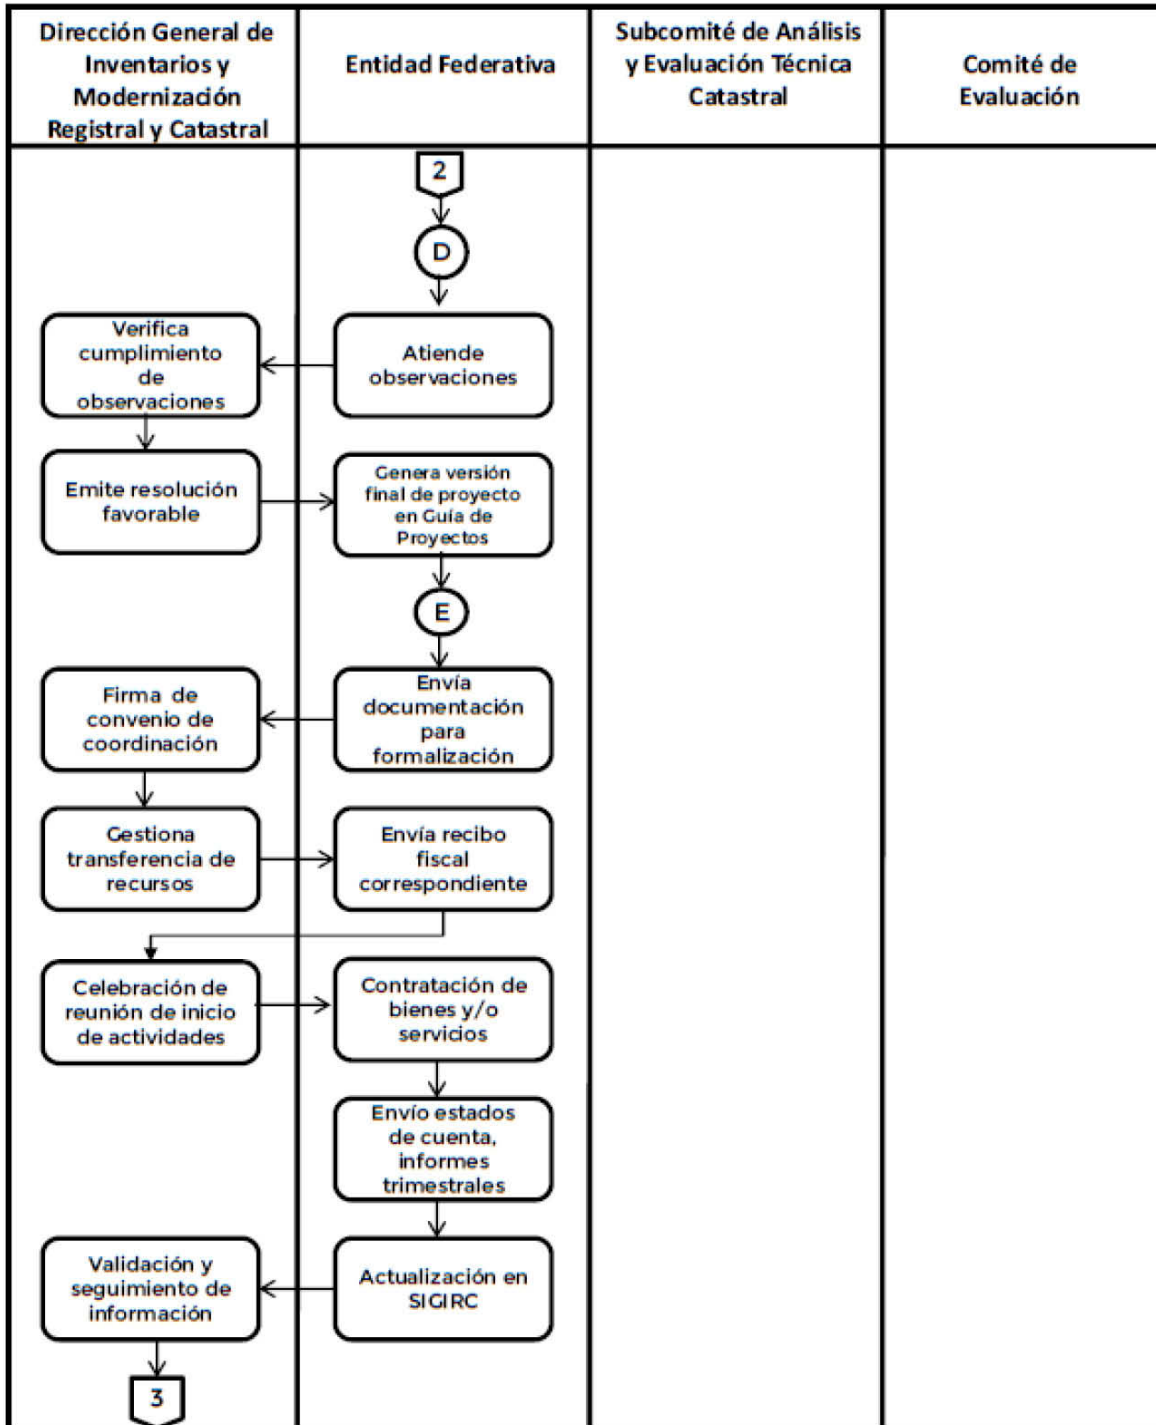 Dirección General de
Inventarios y
Modernización
Registral y Catastral
Entidad Federativa
Subcomité de Análisis
y Evaluación Técnica
Catastral
Comité de
Evaluación
2
D
Atiende
observaciones
Verifica
cumplimiento
de
observaciones
Emite resolución
favorable
Genera versión
final de proyecto
en Guía de
Proyectos
E
Envía
documentación
para
formalización
Firma de
convenio de
coordinación
Gestiona
transferencia de
recursos
Envía recibo
fiscal
correspondiente
Celebración de
reunión de inicio
de actividades
Contratación de
bienes y/o
servicios
Envío estados
de cuenta,
informes
trimestrales
Actualización en
SIGIRC
Validación y
seguimiento de
información
3